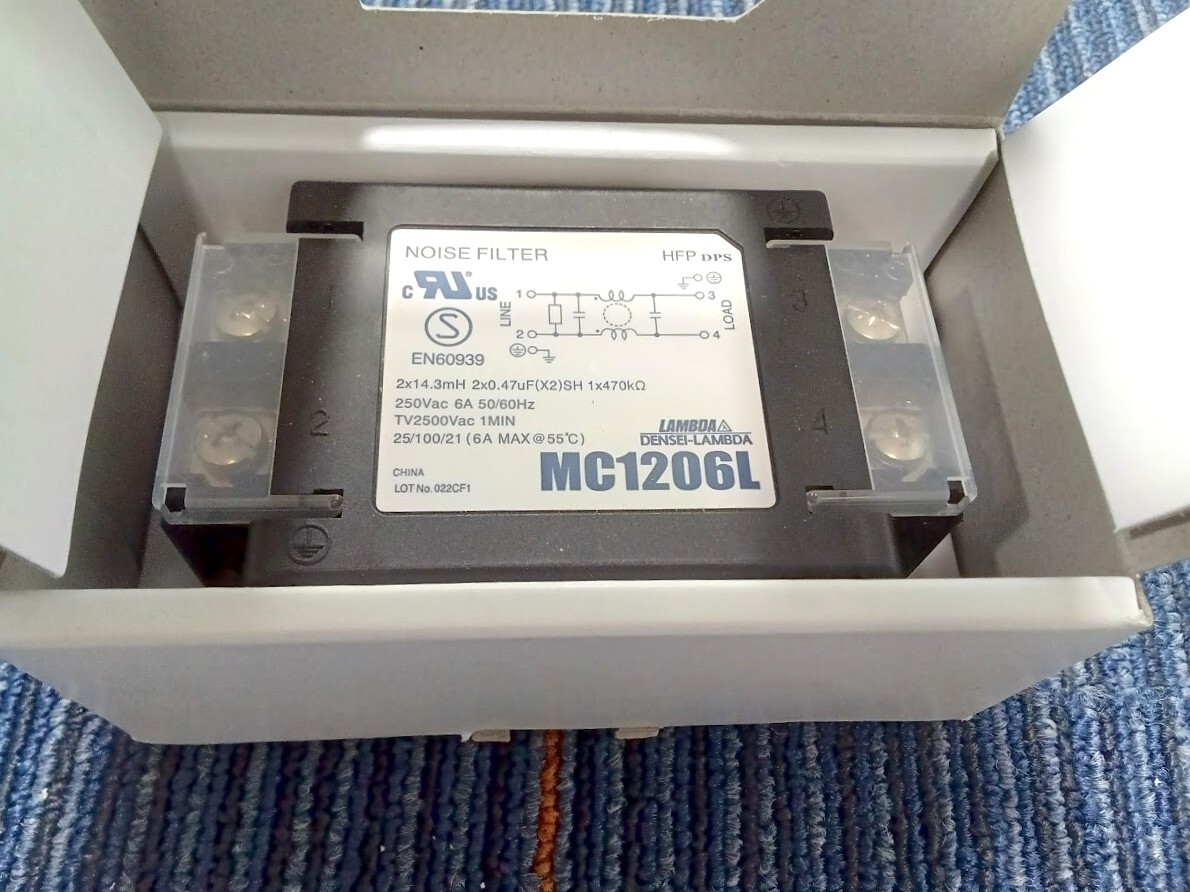 NOISE FILTER
HFP DPS
c RU US
S
EN60939
LINE
1
2
3
4
LOAD
2x14.3mH 2x0.47uF(X2)SH 1x470kΩ
250Vac 6A 50/60Hz
TV2500Vac 1MIN
25/100/21 (6A MAX @ 55℃)
LAMBDA
DENSEI-LAMBDA
MC1206L
CHINA
LOT No. 022CF1
1
2
3
4